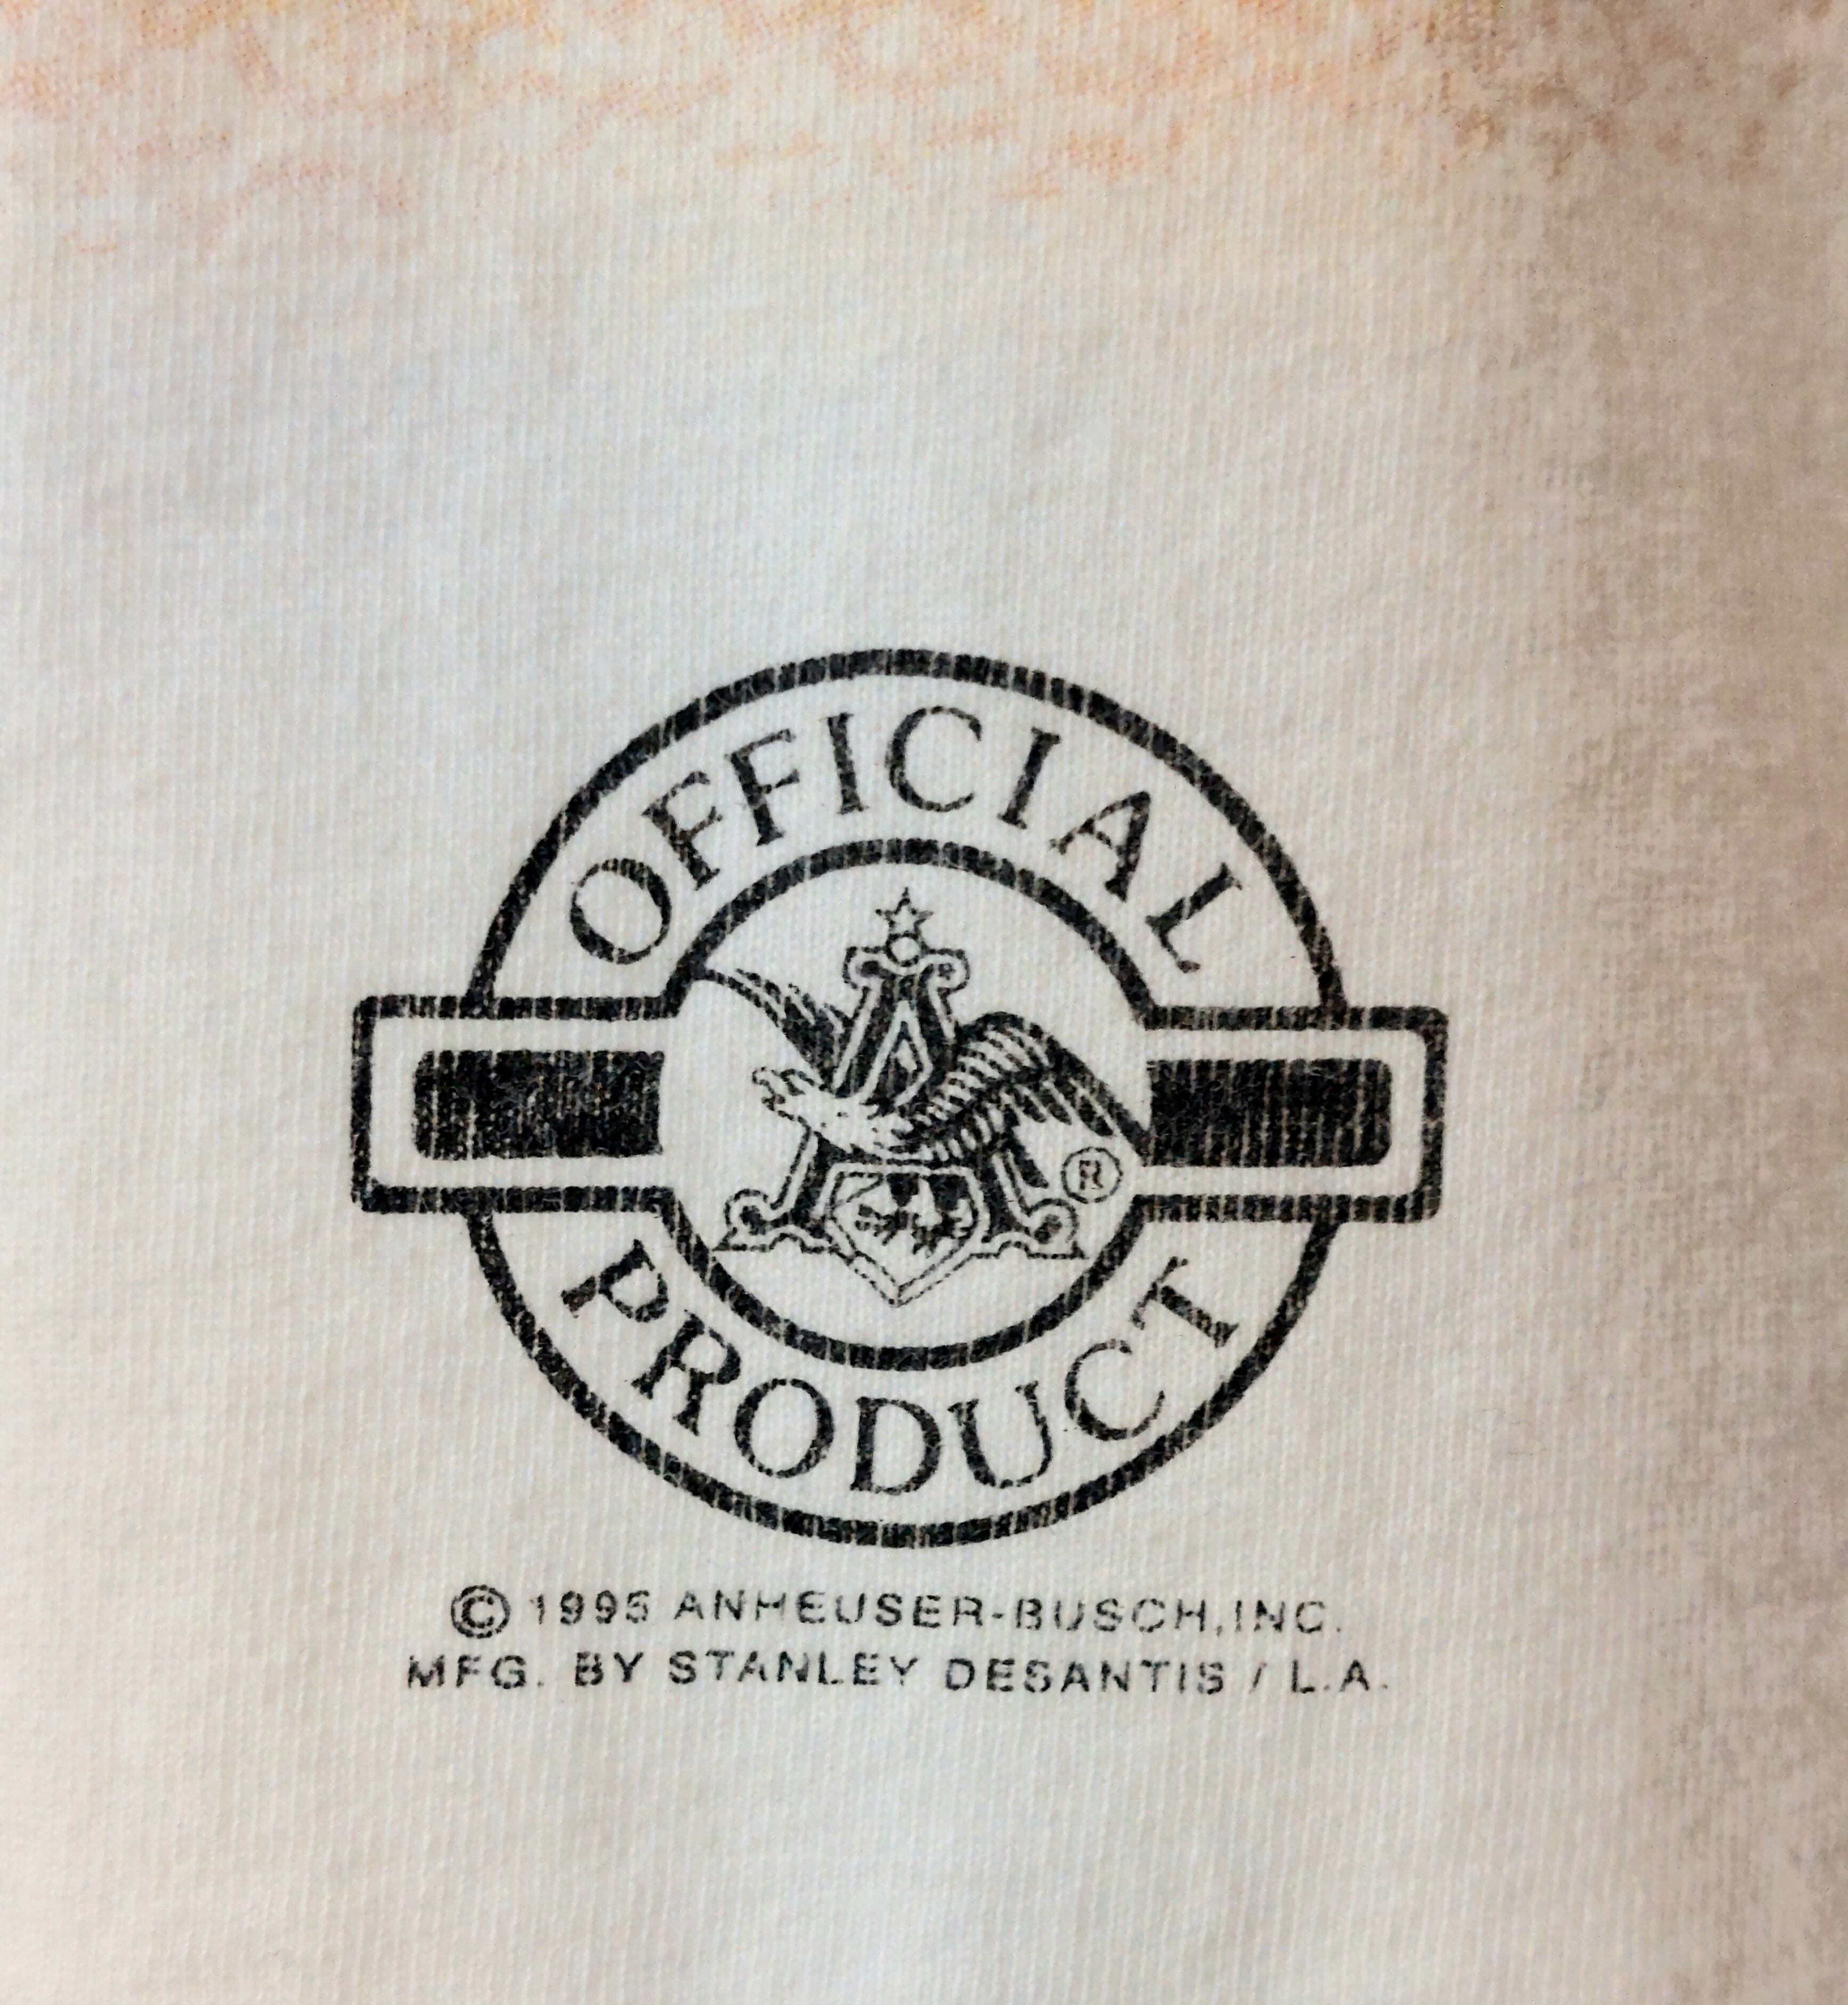 OFFICIAL
A
®
PRODUCT
© 1995 ANHEUSER-BUSCH,INC.
MFG. BY STANLEY DESANTIS / L.A.